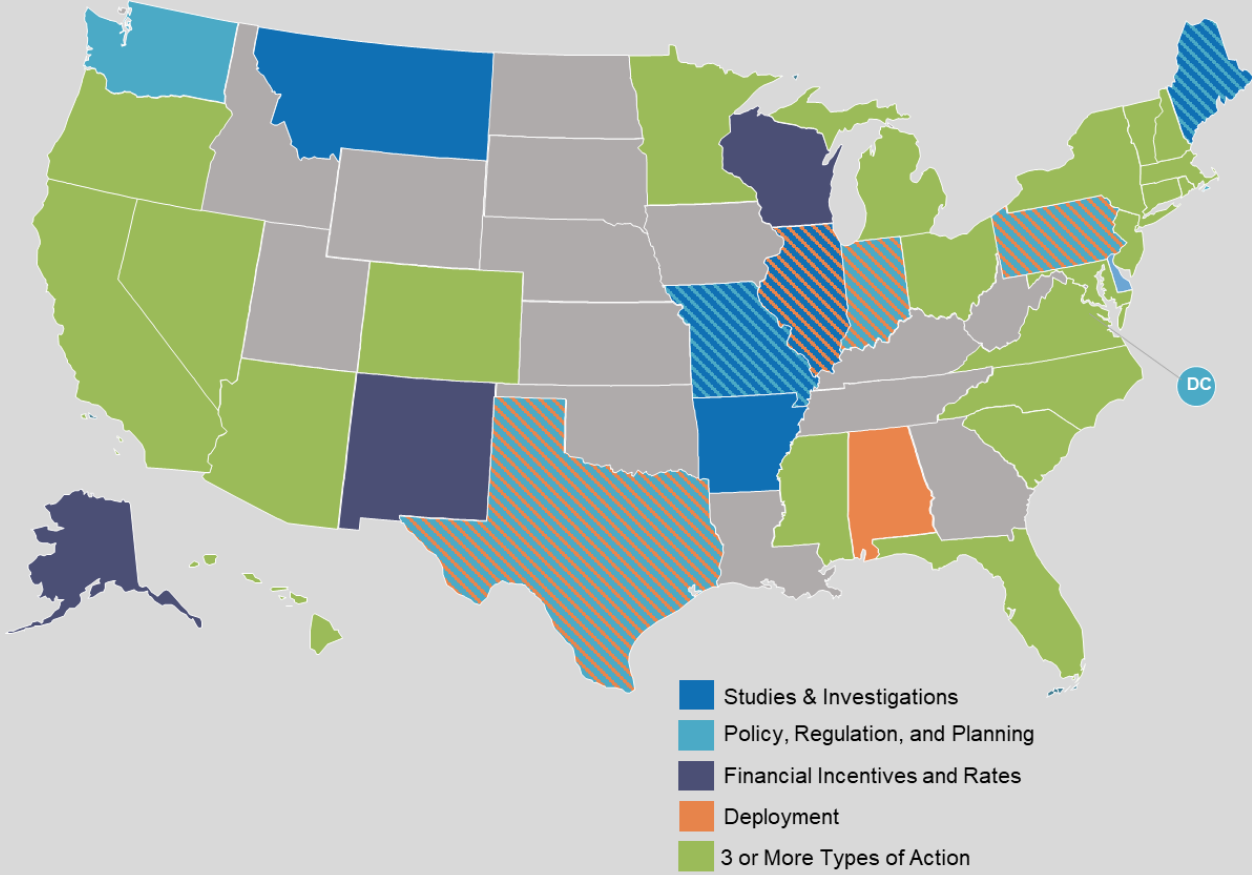 DC
Studies & Investigations
Policy, Regulation, and Planning
Financial Incentives and Rates
Deployment
3 or More Types of Action